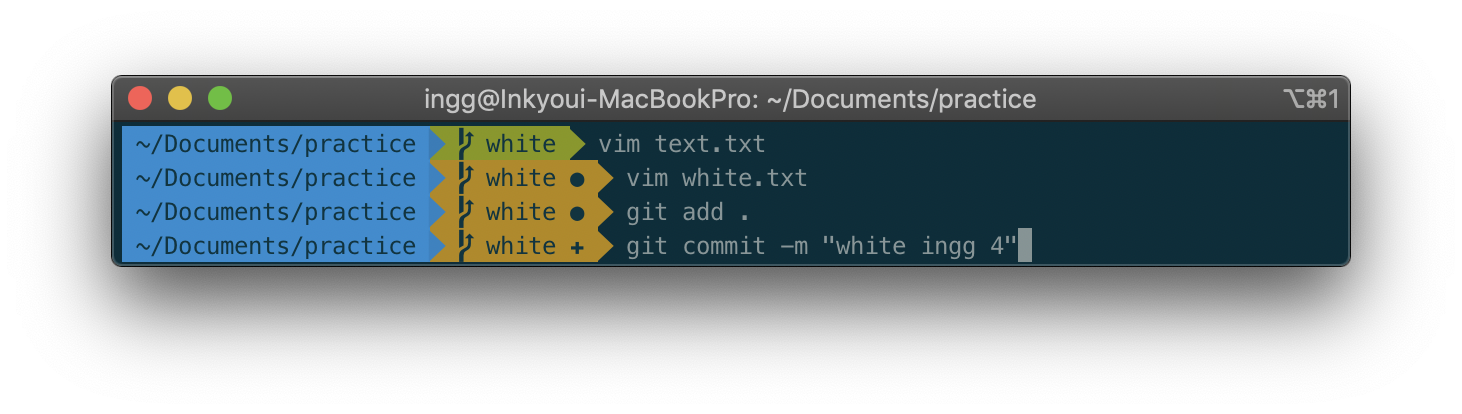 ingg@Inkyoui-MacBookPro: ~/Documents/practice ⌥⌘1
~/Documents/practice white vim text.txt
~/Documents/practice white ● vim white.txt
~/Documents/practice white ● git add .
~/Documents/practice white ✚ git commit -m "white ingg 4"